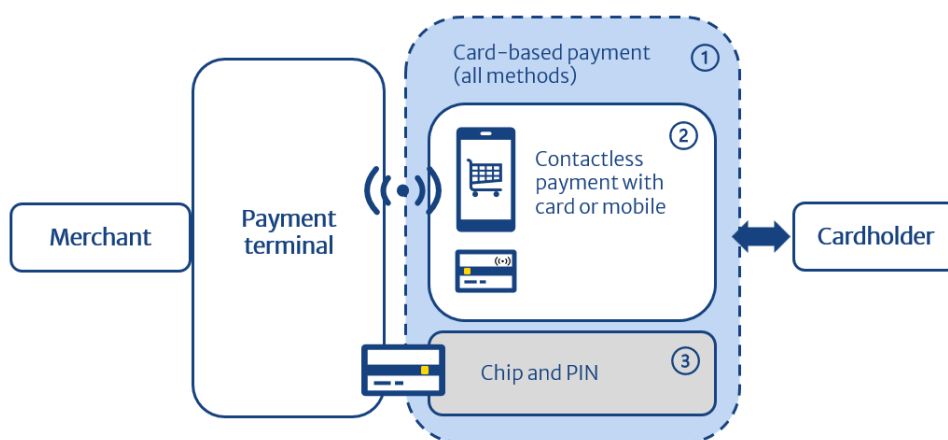 Merchant
Payment
terminal
Card-based payment
(all methods)
1
2
Contactless
payment with
card or mobile
Chip and PIN
3
Cardholder